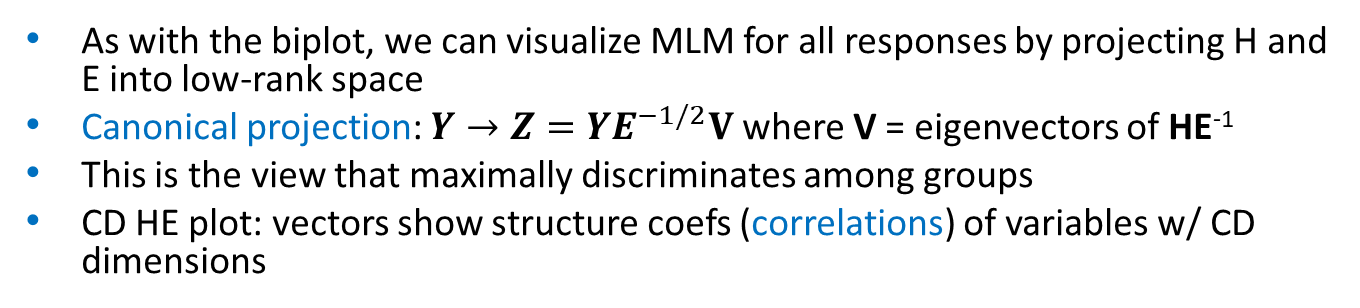 • As with the biplot, we can visualize MLM for all responses by projecting H and
E into low-rank space
• Canonical projection: Y → Z = YE⁻¹ᐟ²V where V = eigenvectors of HE⁻¹
• This is the view that maximally discriminates among groups
• CD HE plot: vectors show structure coefs (correlations) of variables w/ CD
dimensions